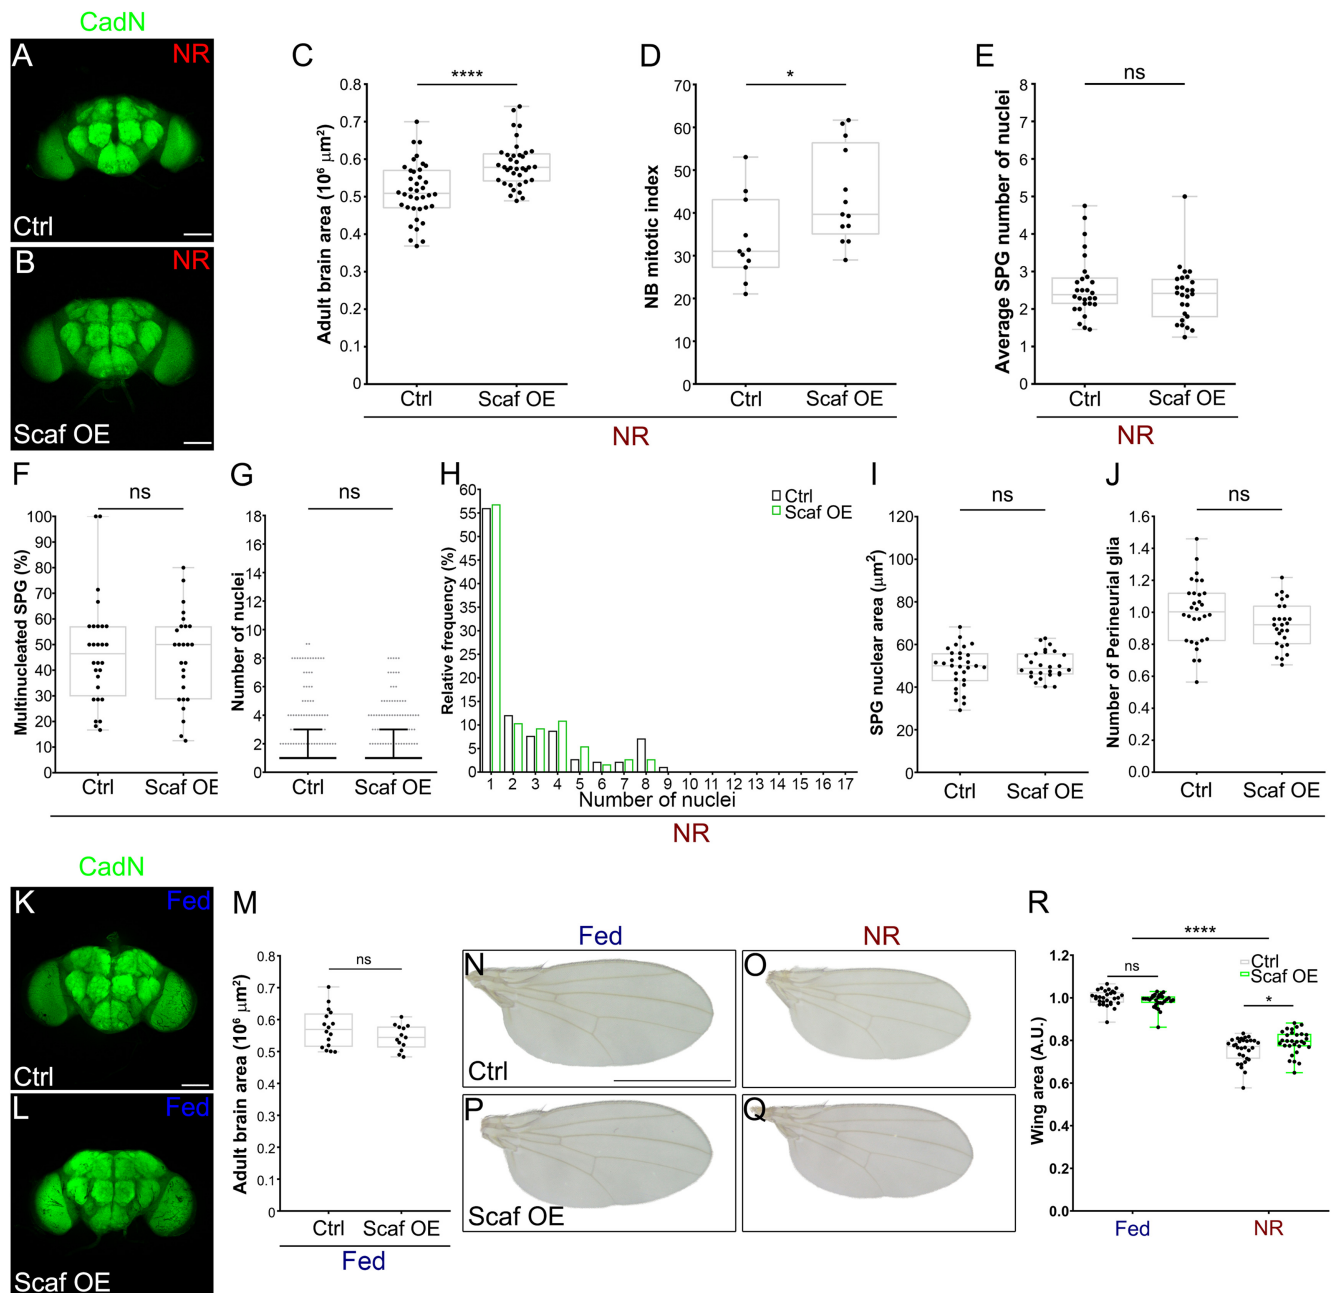 CadN
A NR
Ctrl
B NR
Scaf OE
C
****
Adult brain area (10⁶ μm²)
0.8
0.7
0.6
0.5
0.4
0.3
0.2
0.1
0
Ctrl Scaf OE
D
*
NB mitotic index
70
60
50
40
30
20
10
0
Ctrl Scaf OE
NR
E
ns
Average SPG number of nuclei
8
7
6
5
4
3
2
1
0
Ctrl Scaf OE
NR
F
ns
Multinucleated SPG (%)
100
90
80
70
60
50
40
30
20
10
0
Ctrl Scaf OE
G
ns
Number of nuclei
18
16
14
12
10
8
6
4
2
0
Ctrl Scaf OE
H
Ctrl
Scaf OE
Relative frequency (%)
60
55
50
45
40
35
30
25
20
15
10
5
0
1 2 3 4 5 6 7 8 9 10 11 12 13 14 15 16 17
Number of nuclei
I
ns
SPG nuclear area (μm²)
120
100
80
60
40
20
0
Ctrl Scaf OE
J
ns
Number of Perineurial glia
1.6
1.4
1.2
1.0
0.8
0.6
0.4
0.2
0.0
Ctrl Scaf OE
NR
CadN
K Fed
Ctrl
L Fed
Scaf OE
M
ns
Adult brain area (10⁶ μm²)
0.8
0.7
0.6
0.5
0.4
0.3
0.2
0.1
0
Ctrl Scaf OE
Fed
Fed NR
N O
Ctrl
P Q
Scaf OE
R
****
Ctrl
Scaf OE
ns
*
Wing area (A.U.)
1.2
1.0
0.8
0.6
0.4
0.2
0.0
Fed NR